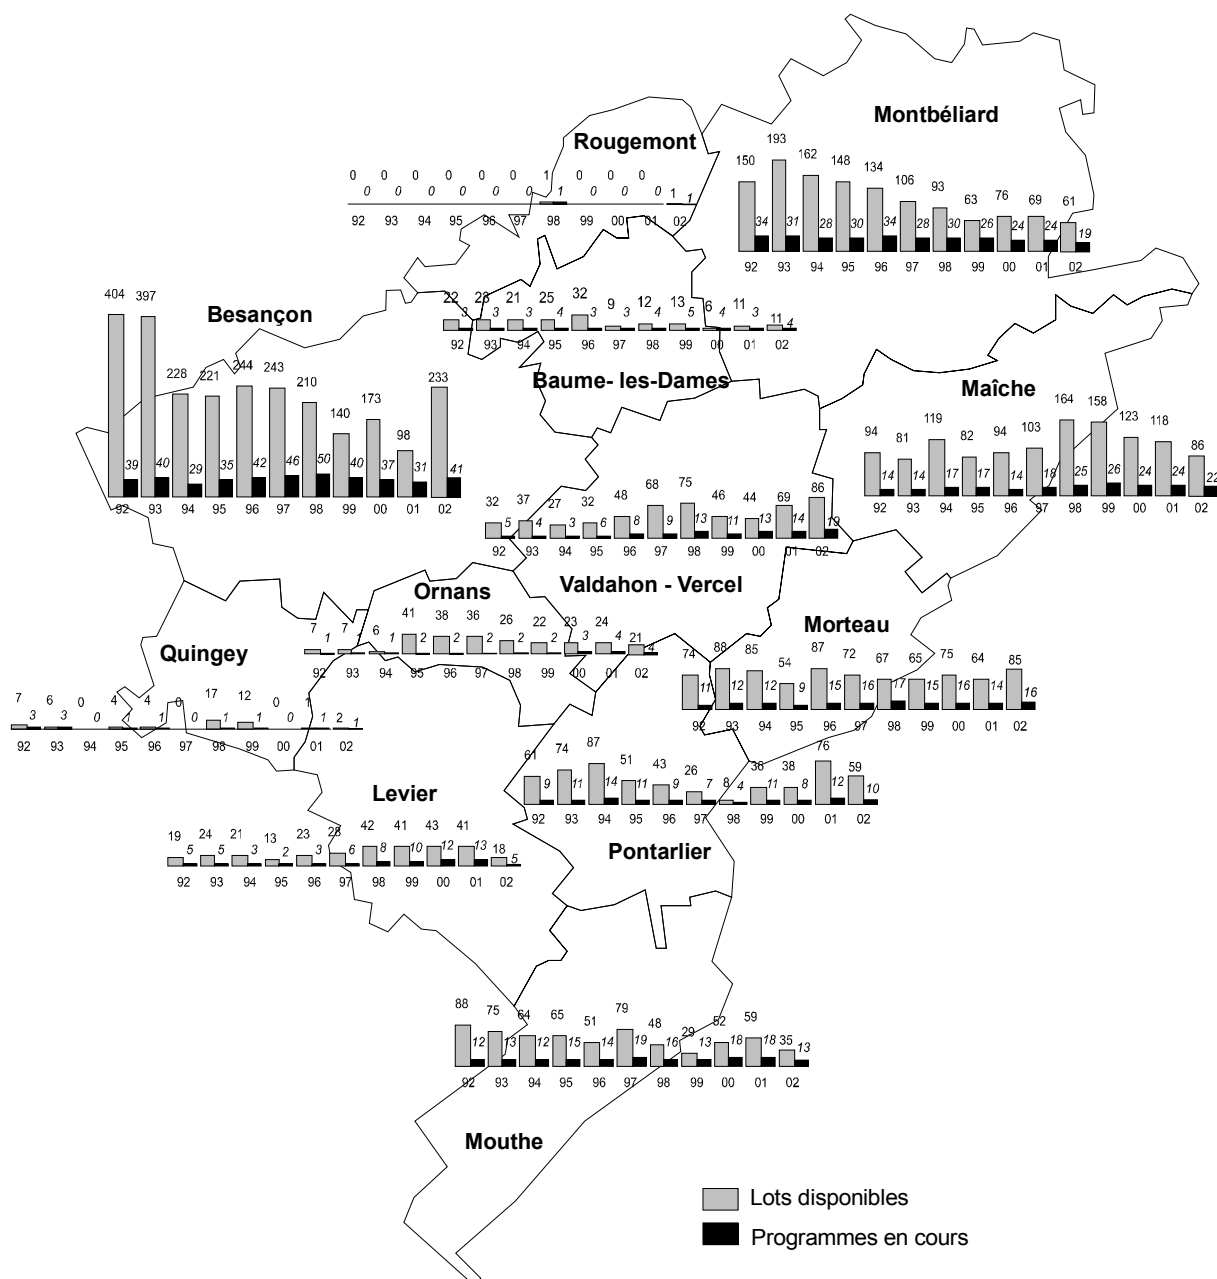 Montbéliard
193
150 162 148 134 106 93 63 76 69 61
34 31 28 30 34 28 30 26 24 24 19
92 93 94 95 96 97 98 99 00 01 02
Rougemont
0 0 0 0 0 0 1 0 0 0 1
0 0 0 0 0 0 1 0 0 0 1
92 93 94 95 96 97 98 99 00 01 02
Besançon
404 397 228 221 244 243 210 140 173 98 233
39 40 29 35 42 46 50 40 37 31 41
92 93 94 95 96 97 98 99 00 01 02
22 23 21 25 32 9 12 13 6 11 11
3 3 3 4 3 3 4 5 4 3 4
92 93 94 95 96 97 98 99 00 01 02
Baume- les-Dames
Maîche
94 81 119 82 94 103 164 158 123 118 86
14 14 17 17 14 18 25 26 24 24 22
92 93 94 95 96 97 98 99 00 01 02
32 37 27 32 48 68 75 46 44 69 86
5 4 3 6 8 9 13 11 13 14 19
92 93 94 95 96 97 98 99 00 01 02
Valdahon - Vercel
Ornans
7 7 6 41 38 36 26 22 23 24 21
1 1 1 2 2 2 2 2 3 4 4
92 93 94 95 96 97 98 99 00 01 02
Morteau
74 88 85 54 87 72 67 65 75 64 85
11 12 12 9 15 16 17 15 16 14 16
92 93 94 95 96 97 98 99 00 01 02
Quingey
7 6 0 4 4 0 17 12 0 1 2
3 3 0 1 1 0 1 1 0 1 1
92 93 94 95 96 97 98 99 00 01 02
61 74 87 51 43 26 8 36 38 76 59
9 11 14 11 9 7 4 11 8 12 10
92 93 94 95 96 97 98 99 00 01 02
Pontarlier
Levier
19 24 21 13 23 28 42 41 43 41 18
5 5 3 2 3 6 8 10 12 13 5
92 93 94 95 96 97 98 99 00 01 02
88 75 64 65 51 79 48 29 52 59 35
12 13 12 15 14 19 16 13 18 18 13
92 93 94 95 96 97 98 99 00 01 02
Mouthe
Lots disponibles
Programmes en cours